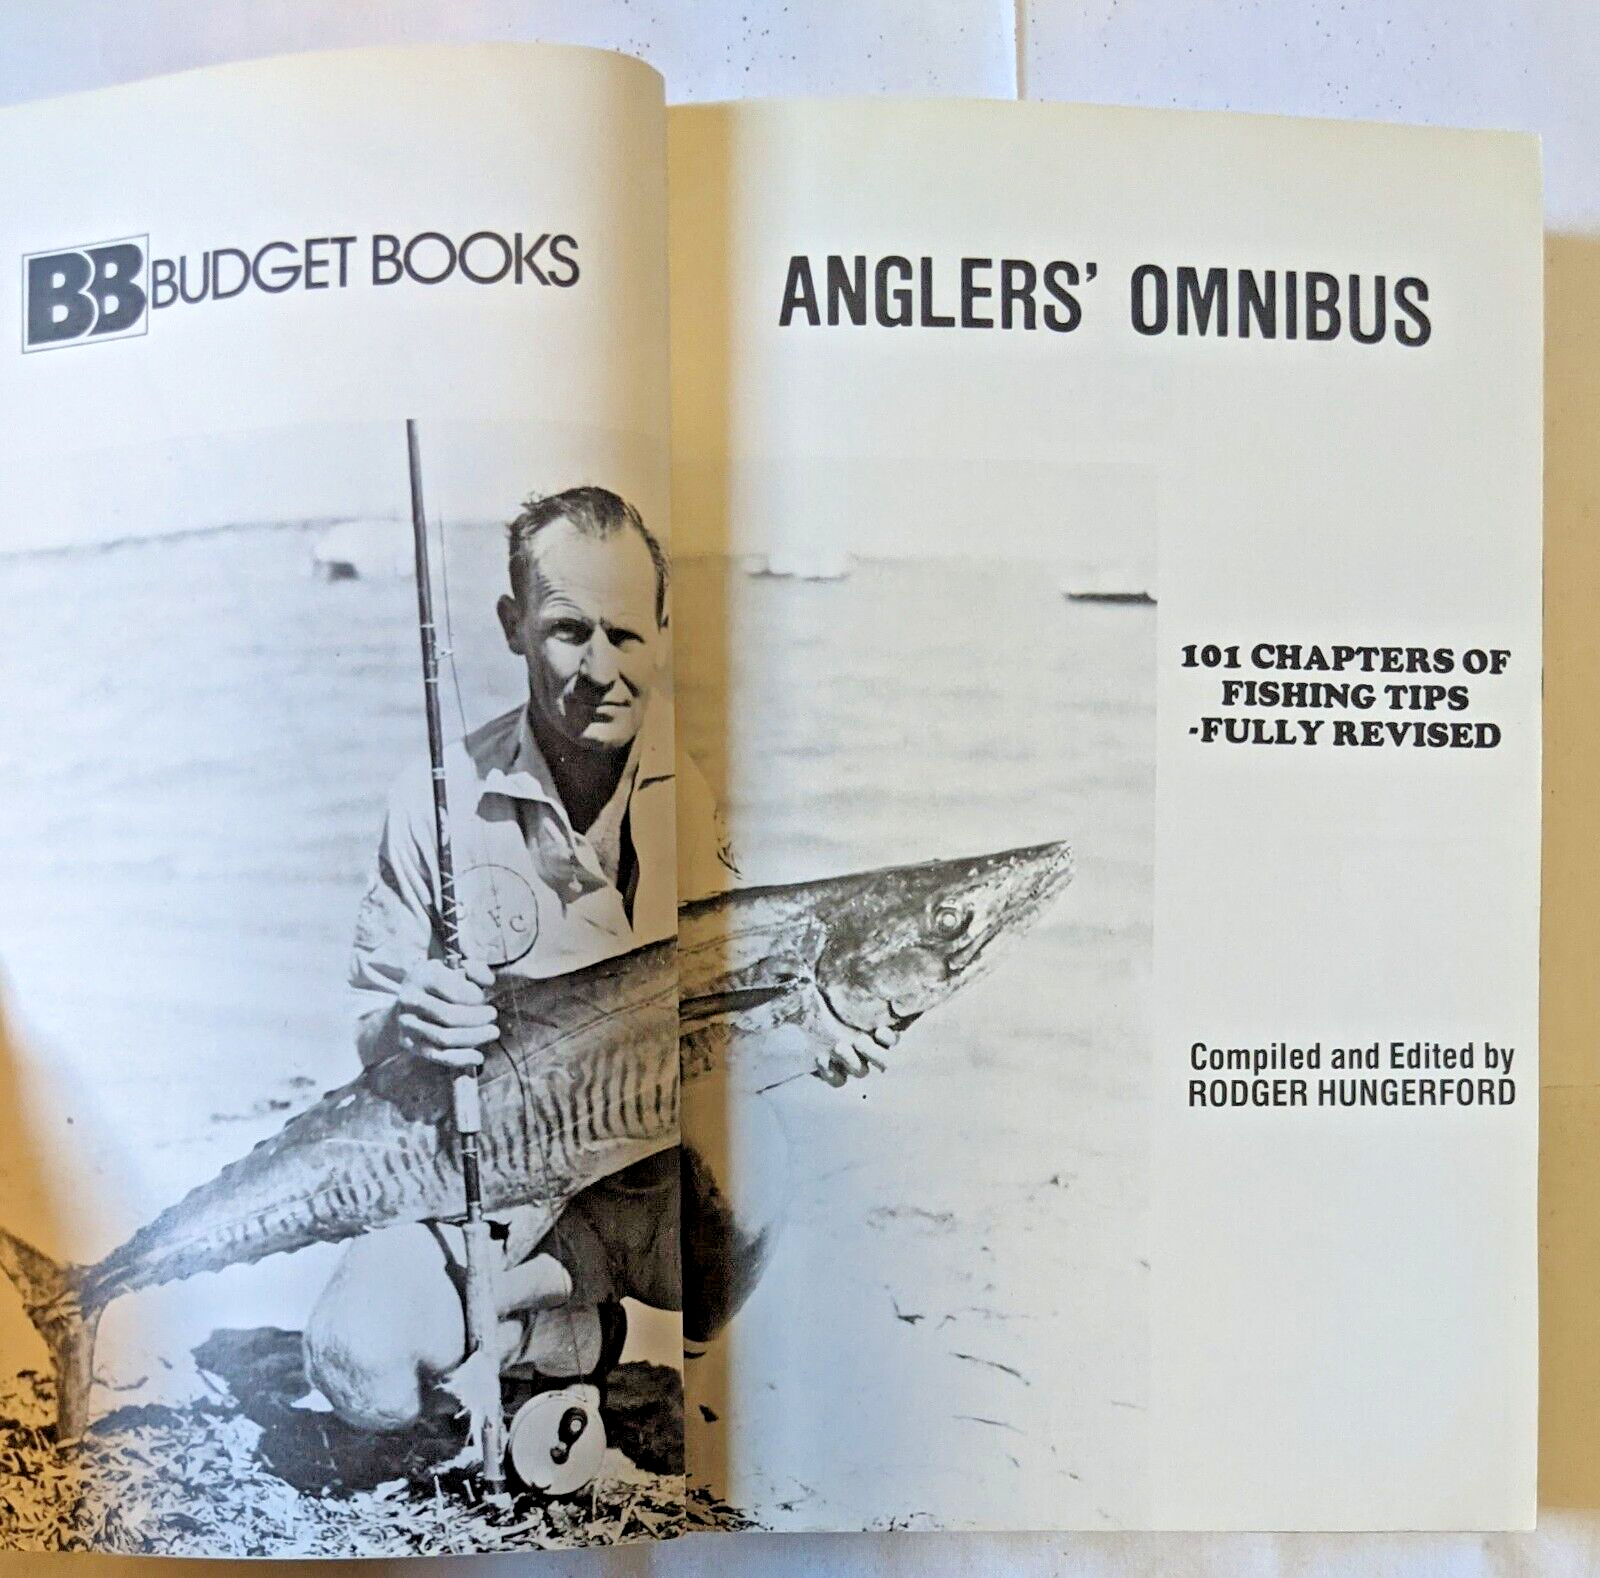 BB BUDGET BOOKS
ANGLERS' OMNIBUS
101 CHAPTERS OF
FISHING TIPS
-FULLY REVISED
Compiled and Edited by
RODGER HUNGERFORD